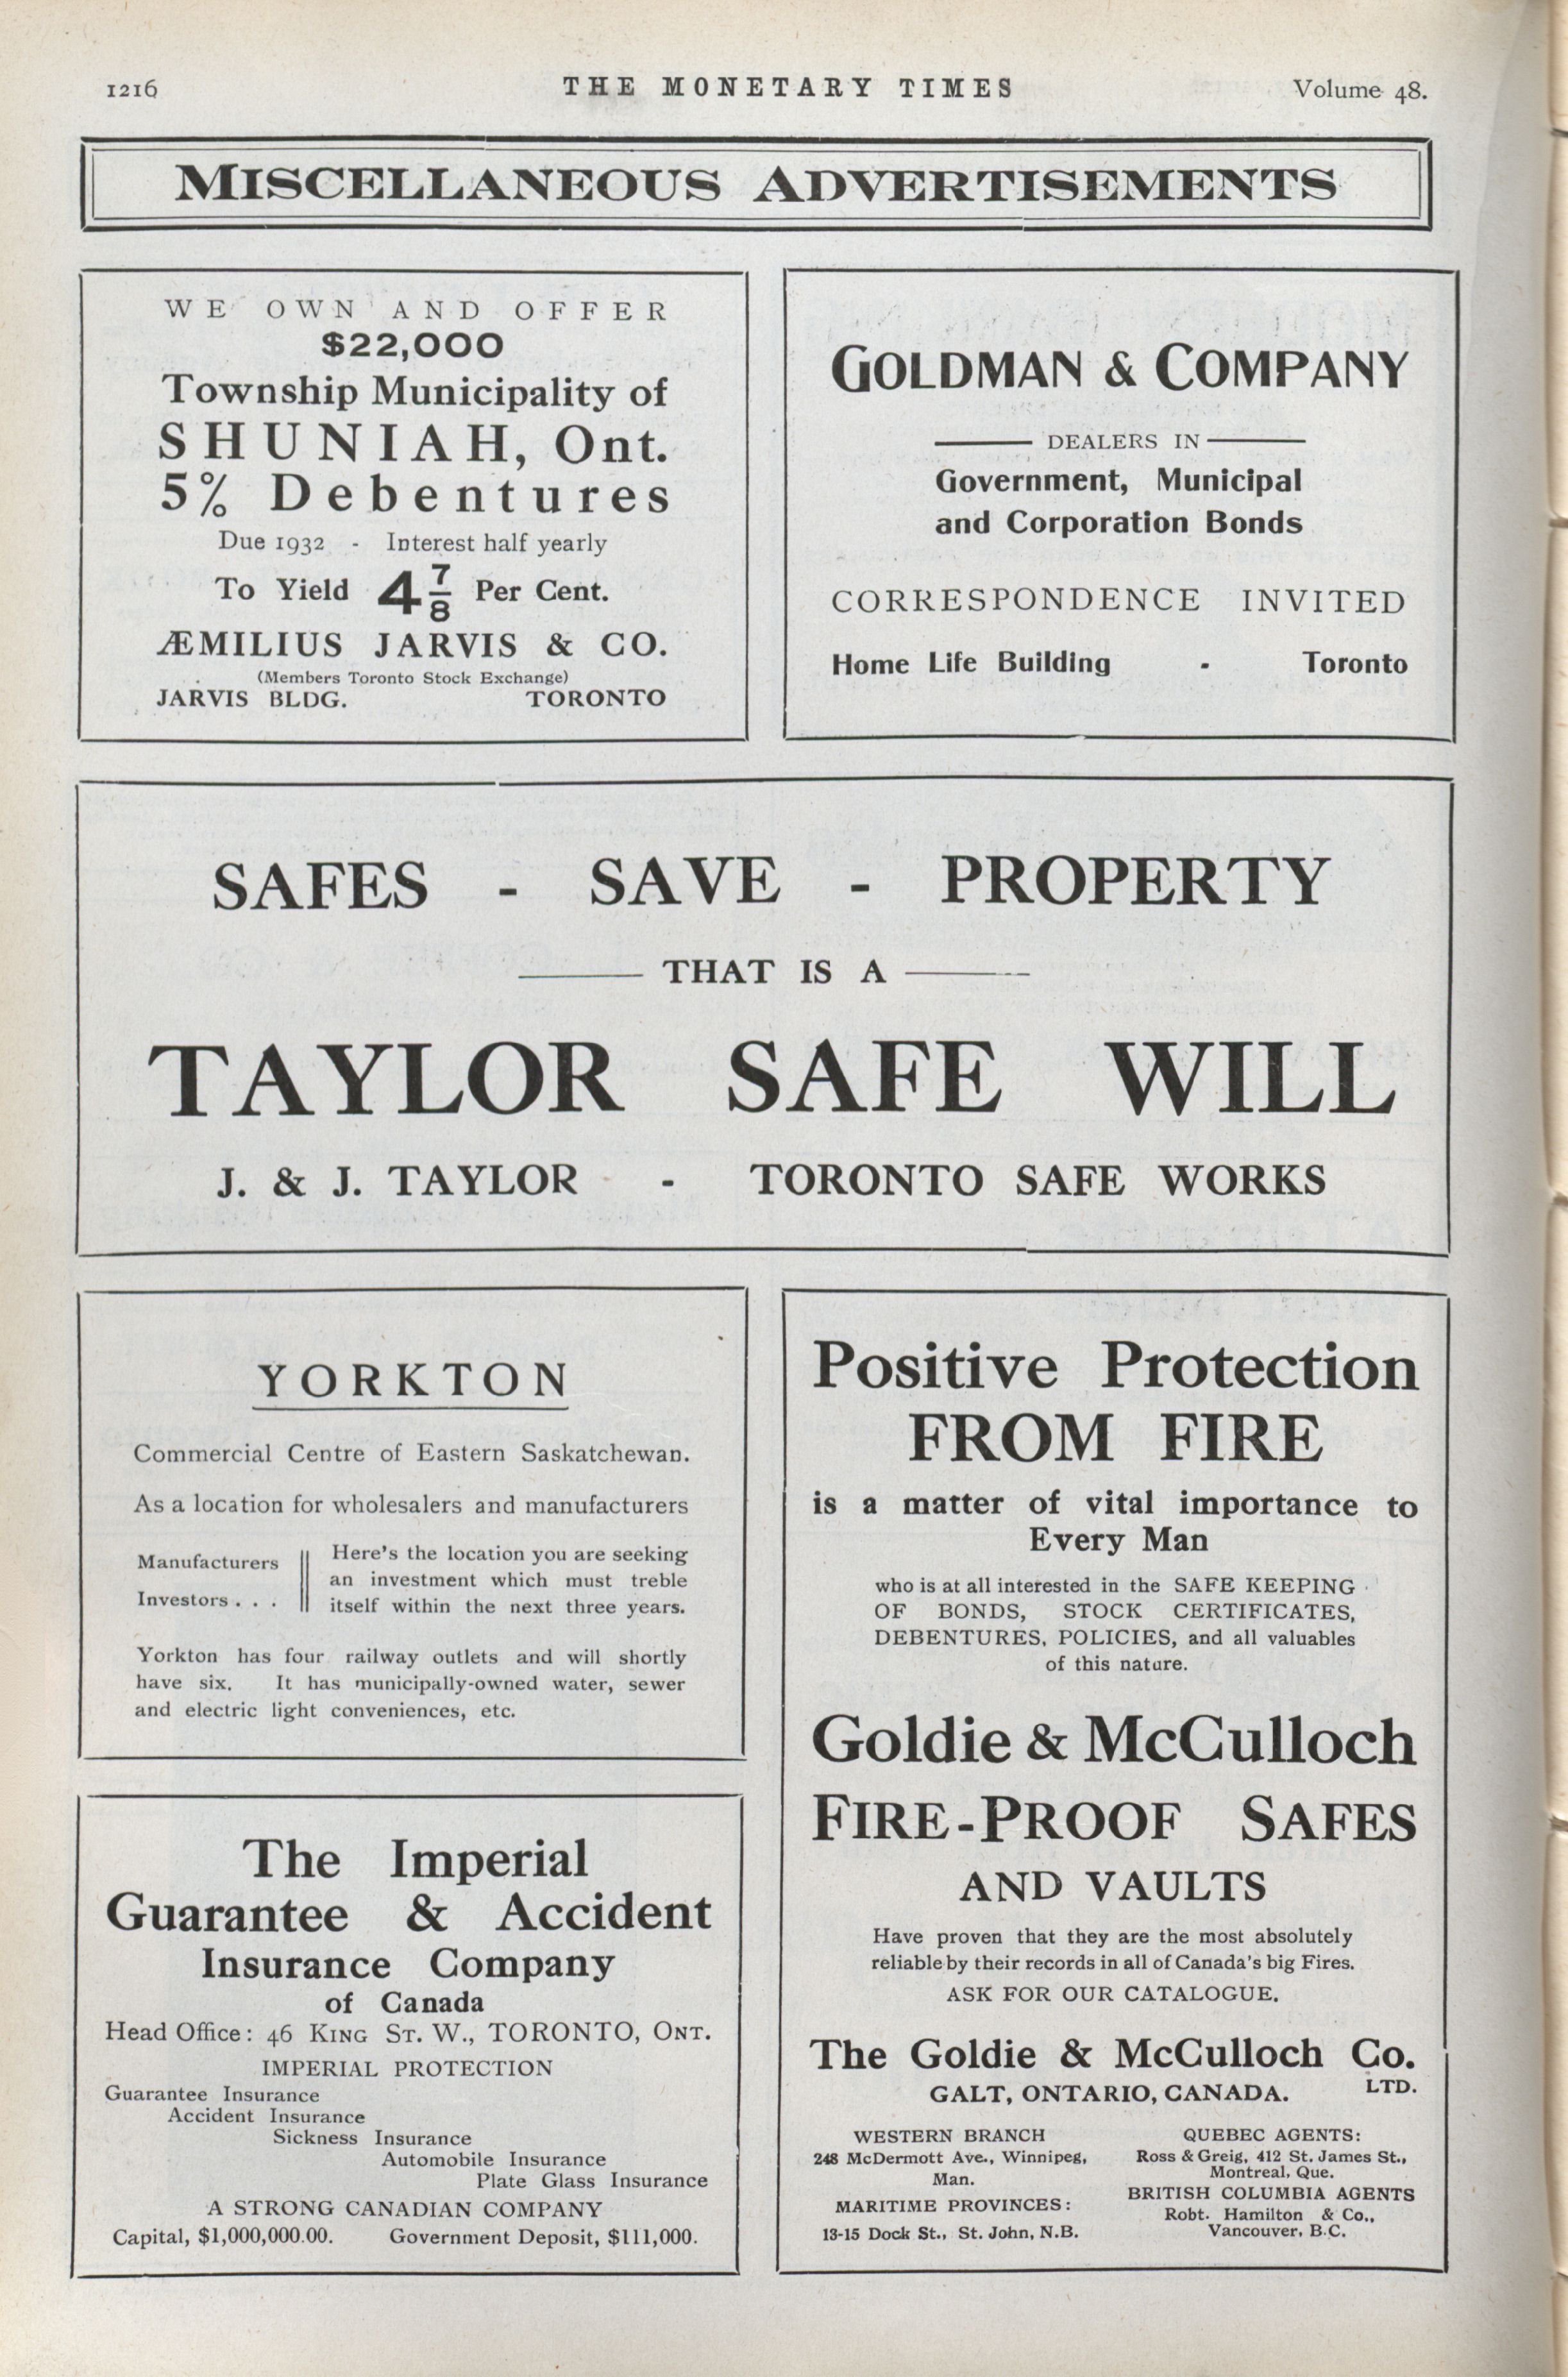 1216
THE MONETARY TIMES
Volume 48.
MISCELLANEOUS ADVERTISEMENTS
WE OWN AND OFFER
$22,000
Township Municipality of
SHUNIAH, Ont.
5% Debentures
Due 1932 - Interest half yearly
To Yield 4 7/8 Per Cent.
ÆMILIUS JARVIS & CO.
(Members Toronto Stock Exchange)
JARVIS BLDG. TORONTO
GOLDMAN & COMPANY
DEALERS IN
Government, Municipal
and Corporation Bonds
CORRESPONDENCE INVITED
Home Life Building - Toronto
SAFES - SAVE - PROPERTY
THAT IS A
TAYLOR SAFE WILL
J. & J. TAYLOR - TORONTO SAFE WORKS
YORKTON
Commercial Centre of Eastern Saskatchewan.
As a location for wholesalers and manufacturers
Manufacturers
Investors . . .
Here's the location you are seeking
an investment which must treble
itself within the next three years.
Yorkton has four railway outlets and will shortly
have six. It has municipally-owned water, sewer
and electric light conveniences, etc.
The Imperial
Guarantee & Accident
Insurance Company
of Canada
Head Office: 46 KING ST. W., TORONTO, ONT.
IMPERIAL PROTECTION
Guarantee Insurance
Accident Insurance
Sickness Insurance
Automobile Insurance
Plate Glass Insurance
A STRONG CANADIAN COMPANY
Capital, $1,000,000.00. Government Deposit, $111,000.
Positive Protection
FROM FIRE
is a matter of vital importance to
Every Man
who is at all interested in the SAFE KEEPING
OF BONDS, STOCK CERTIFICATES,
DEBENTURES, POLICIES, and all valuables
of this nature.
Goldie & McCulloch
FIRE-PROOF SAFES
AND VAULTS
Have proven that they are the most absolutely
reliable by their records in all of Canada's big Fires.
ASK FOR OUR CATALOGUE.
The Goldie & McCulloch Co.
LTD.
GALT, ONTARIO, CANADA.
WESTERN BRANCH
248 McDermott Ave., Winnipeg,
Man.
MARITIME PROVINCES:
13-15 Dock St., St. John, N.B.
QUEBEC AGENTS:
Ross & Greig, 412 St. James St.,
Montreal, Que.
BRITISH COLUMBIA AGENTS
Robt. Hamilton & Co.,
Vancouver, B.C.